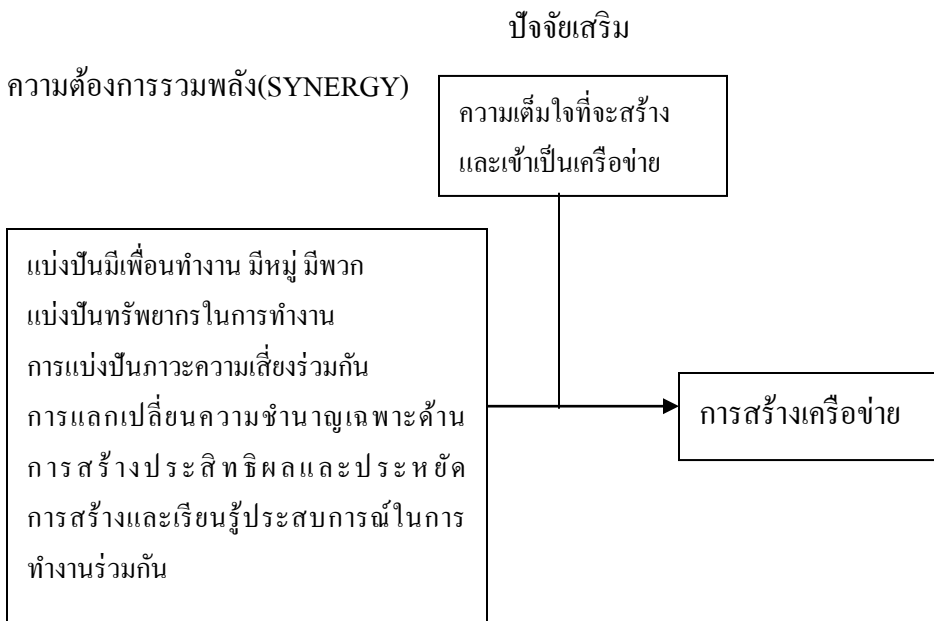 ปัจจัยเสริม
ความต้องการรวมพลัง(SYNERGY)
ความเต็มใจที่จะสร้าง
และเข้าเป็นเครือข่าย
แบ่งปันมีเพื่อนทำงาน มีหมู่ มีพวก
แบ่งปันทรัพยากรในการทำงาน
การแบ่งปันภาวะความเสี่ยงร่วมกัน
การแลกเปลี่ยนความชำนาญเฉพาะด้าน
การสร้างประสิทธิผลและประหยัด
การสร้างและเรียนรู้ประสบการณ์ในการ
ทำงานร่วมกัน
การสร้างเครือข่าย